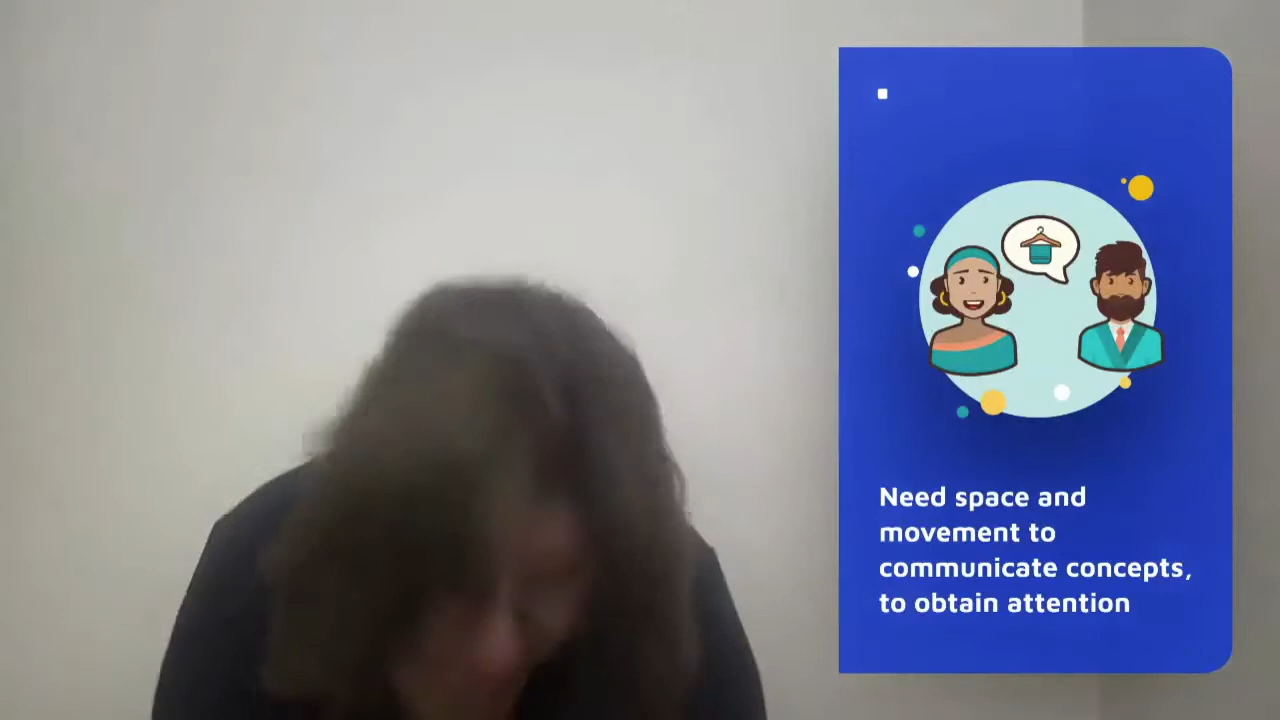 Need space and
movement to
communicate concepts,
to obtain attention